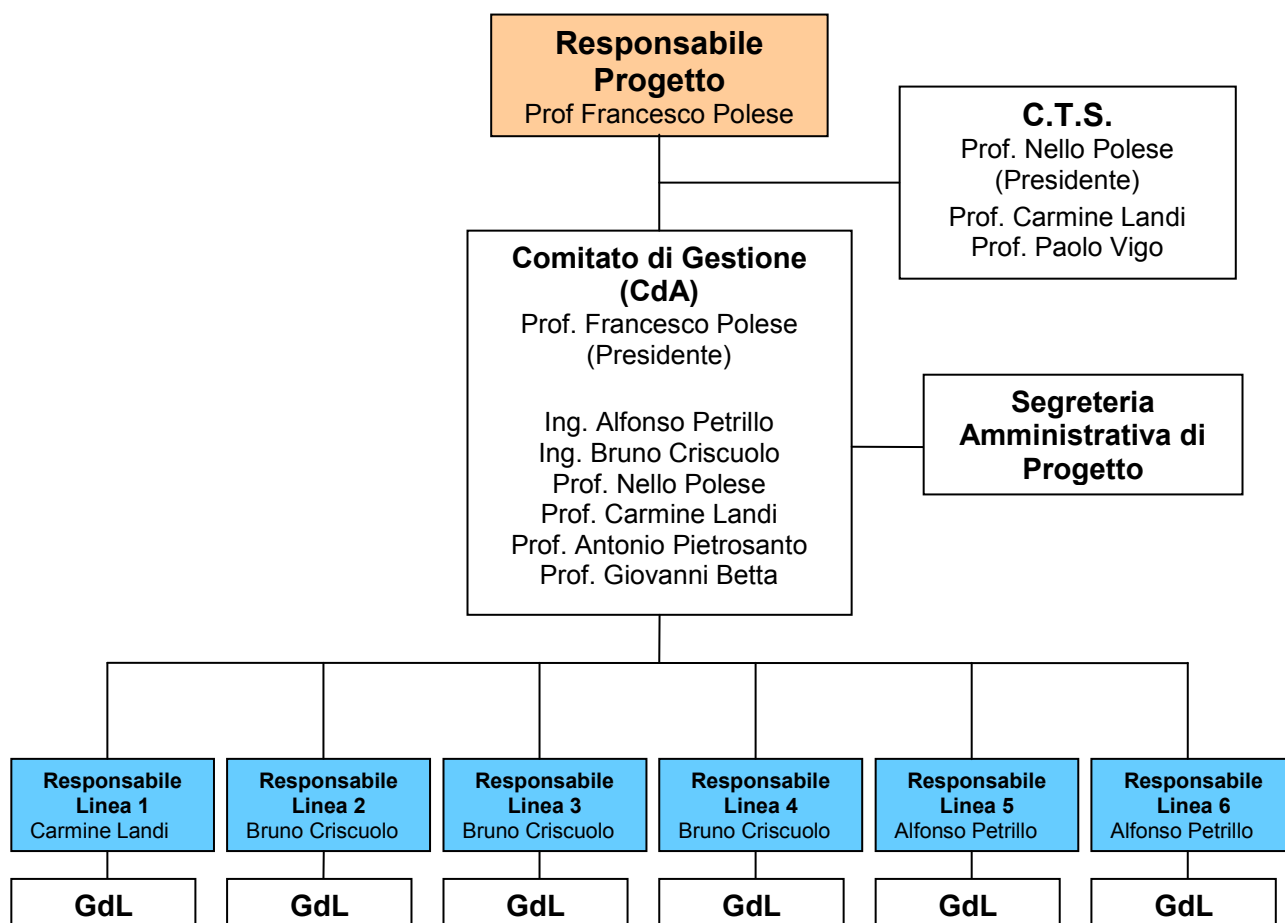 Responsabile
Progetto
Prof Francesco Polese
C.T.S.
Prof. Nello Polese
(Presidente)
Prof. Carmine Landi
Prof. Paolo Vigo
Comitato di Gestione
(CdA)
Prof. Francesco Polese
(Presidente)
Ing. Alfonso Petrillo
Ing. Bruno Criscuolo
Prof. Nello Polese
Prof. Carmine Landi
Prof. Antonio Pietrosanto
Prof. Giovanni Betta
Segreteria
Amministrativa di
Progetto
Responsabile
Linea 1
Carmine Landi
Responsabile
Linea 2
Bruno Criscuolo
Responsabile
Linea 3
Bruno Criscuolo
Responsabile
Linea 4
Bruno Criscuolo
Responsabile
Linea 5
Alfonso Petrillo
Responsabile
Linea 6
Alfonso Petrillo
GdL
GdL
GdL
GdL
GdL
GdL